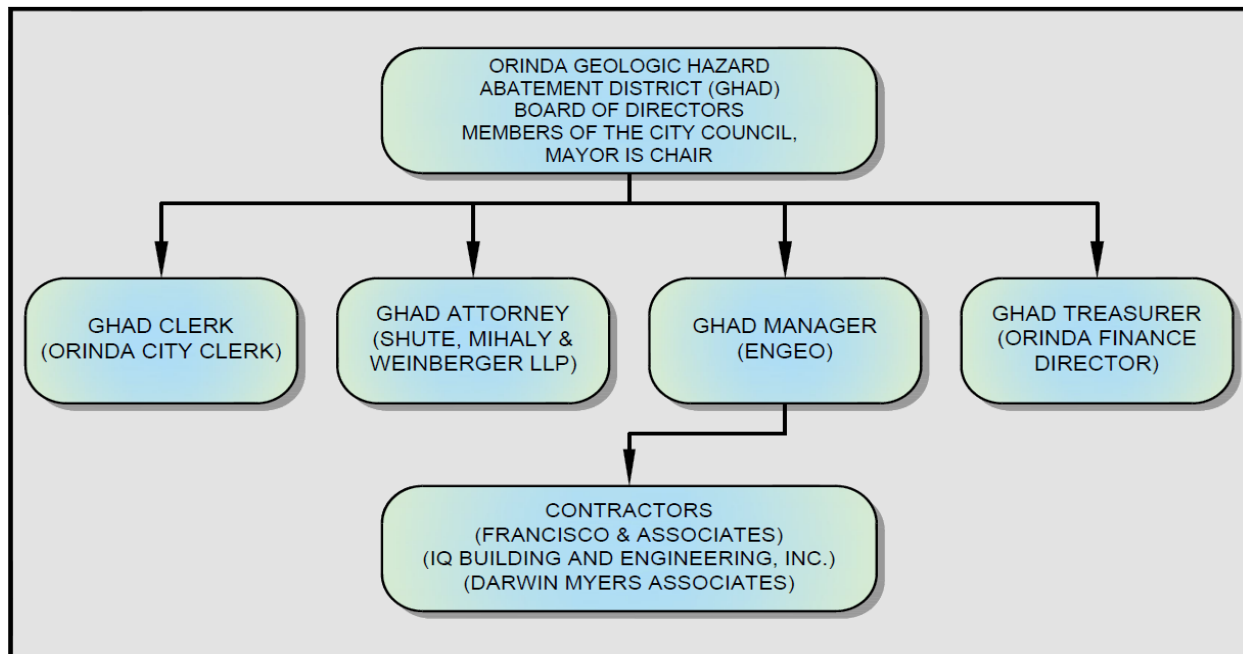 ORINDA GEOLOGIC HAZARD
ABATEMENT DISTRICT (GHAD)
BOARD OF DIRECTORS
MEMBERS OF THE CITY COUNCIL,
MAYOR IS CHAIR
GHAD CLERK
(ORINDA CITY CLERK)
GHAD ATTORNEY
(SHUTE, MIHALY &
WEINBERGER LLP)
GHAD MANAGER
(ENGEO)
GHAD TREASURER
(ORINDA FINANCE
DIRECTOR)
CONTRACTORS
(FRANCISCO & ASSOCIATES)
(IQ BUILDING AND ENGINEERING, INC.)
(DARWIN MYERS ASSOCIATES)